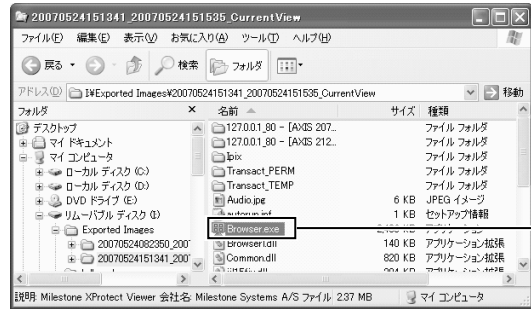 20070524151341_20070524151535_CurrentView
ファイル(F) 編集(E) 表示(V) お気に入り(A) ツール(T) ヘルプ(H)
戻る 検索 フォルダ
アドレス(D) I¥Exported Images¥20070524151341_20070524151535_CurrentView 移動
フォルダ × 名前 サイズ 種類
デスクトップ
マイ ドキュメント
マイ コンピュータ
ローカル ディスク (C:)
ローカル ディスク (D:)
DVD ドライブ (E:)
リムーバブル ディスク (I:)
Exported Images
20070524082350_200
20070524151341_200
127.0.0.1_80 - [AXIS 207... ファイル フォルダ
127.0.0.1_80 - [AXIS 212... ファイル フォルダ
Ipix ファイル フォルダ
Transact_PERM ファイル フォルダ
Transact_TEMP ファイル フォルダ
Audio.jpg 6 KB JPEG イメージ
autorun.inf 1 KB セットアップ情報
Browser.exe
Browser.dll 140 KB アプリケーション拡張
Common.dll 820 KB アプリケーション拡張
説明: Milestone XProtect Viewer 会社名: Milestone Systems A/S ファイル 2.37 MB マイ コンピュータ